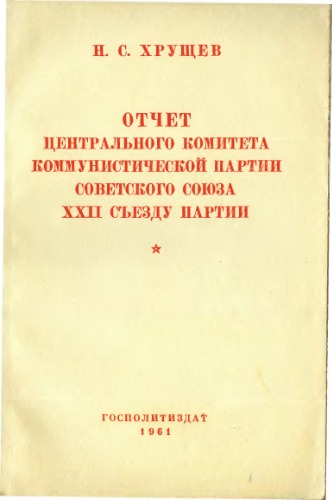 Н. С. ХРУЩЕВ
ОТЧЕТ
ЦЕНТРАЛЬНОГО КОМИТЕТА
КОММУНИСТИЧЕСКОЙ ПАРТИИ
СОВЕТСКОГО СОЮЗА
XXII СЪЕЗДУ ПАРТИИ
ГОСПОЛИТИЗДАТ
1961